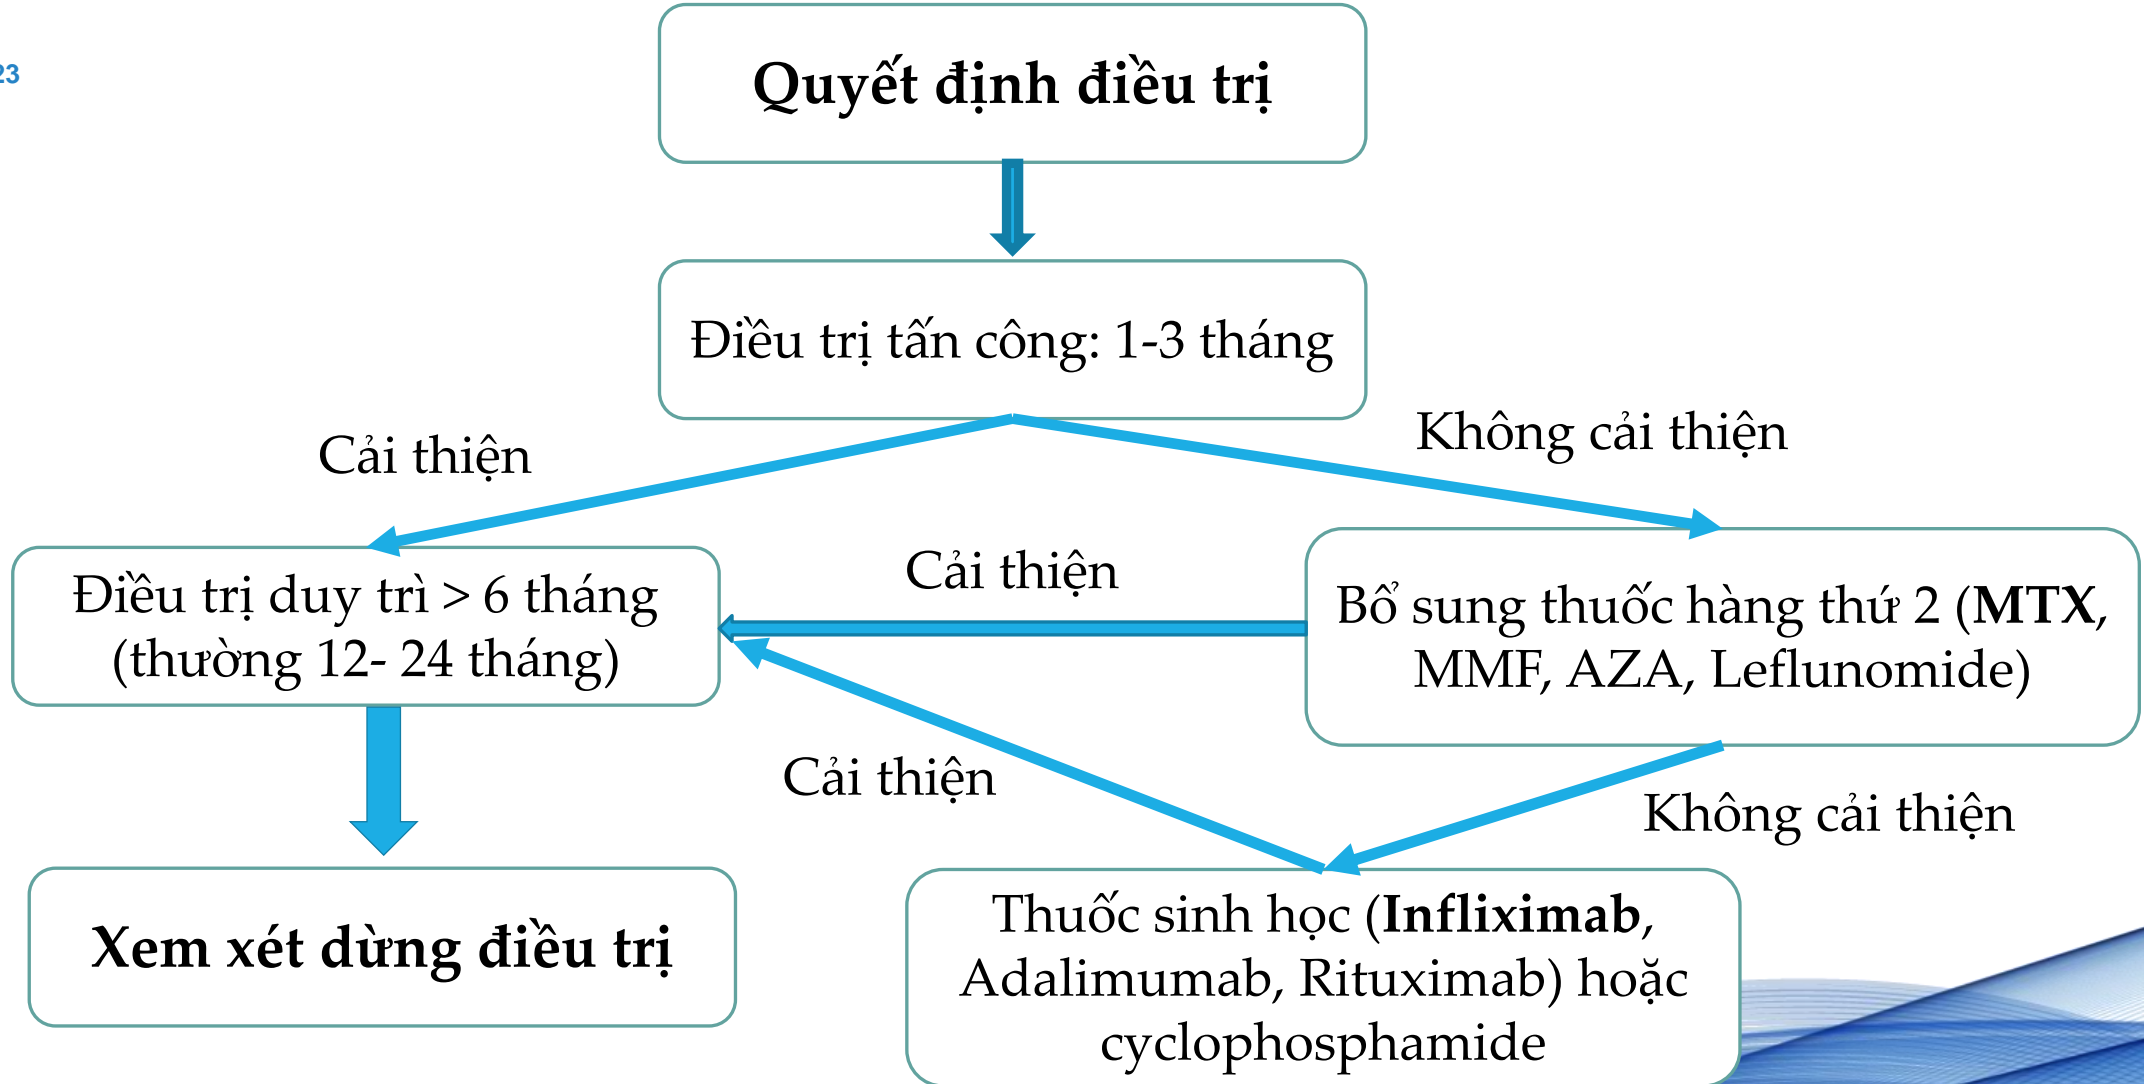 23
Quyết định điều trị
Điều trị tấn công: 1-3 tháng
Cải thiện
Không cải thiện
Điều trị duy trì > 6 tháng
(thường 12- 24 tháng)
Cải thiện
Bổ sung thuốc hàng thứ 2 (MTX,
MMF, AZA, Leflunomide)
Cải thiện
Không cải thiện
Xem xét dừng điều trị
Thuốc sinh học (Infliximab,
Adalimumab, Rituximab) hoặc
cyclophosphamide